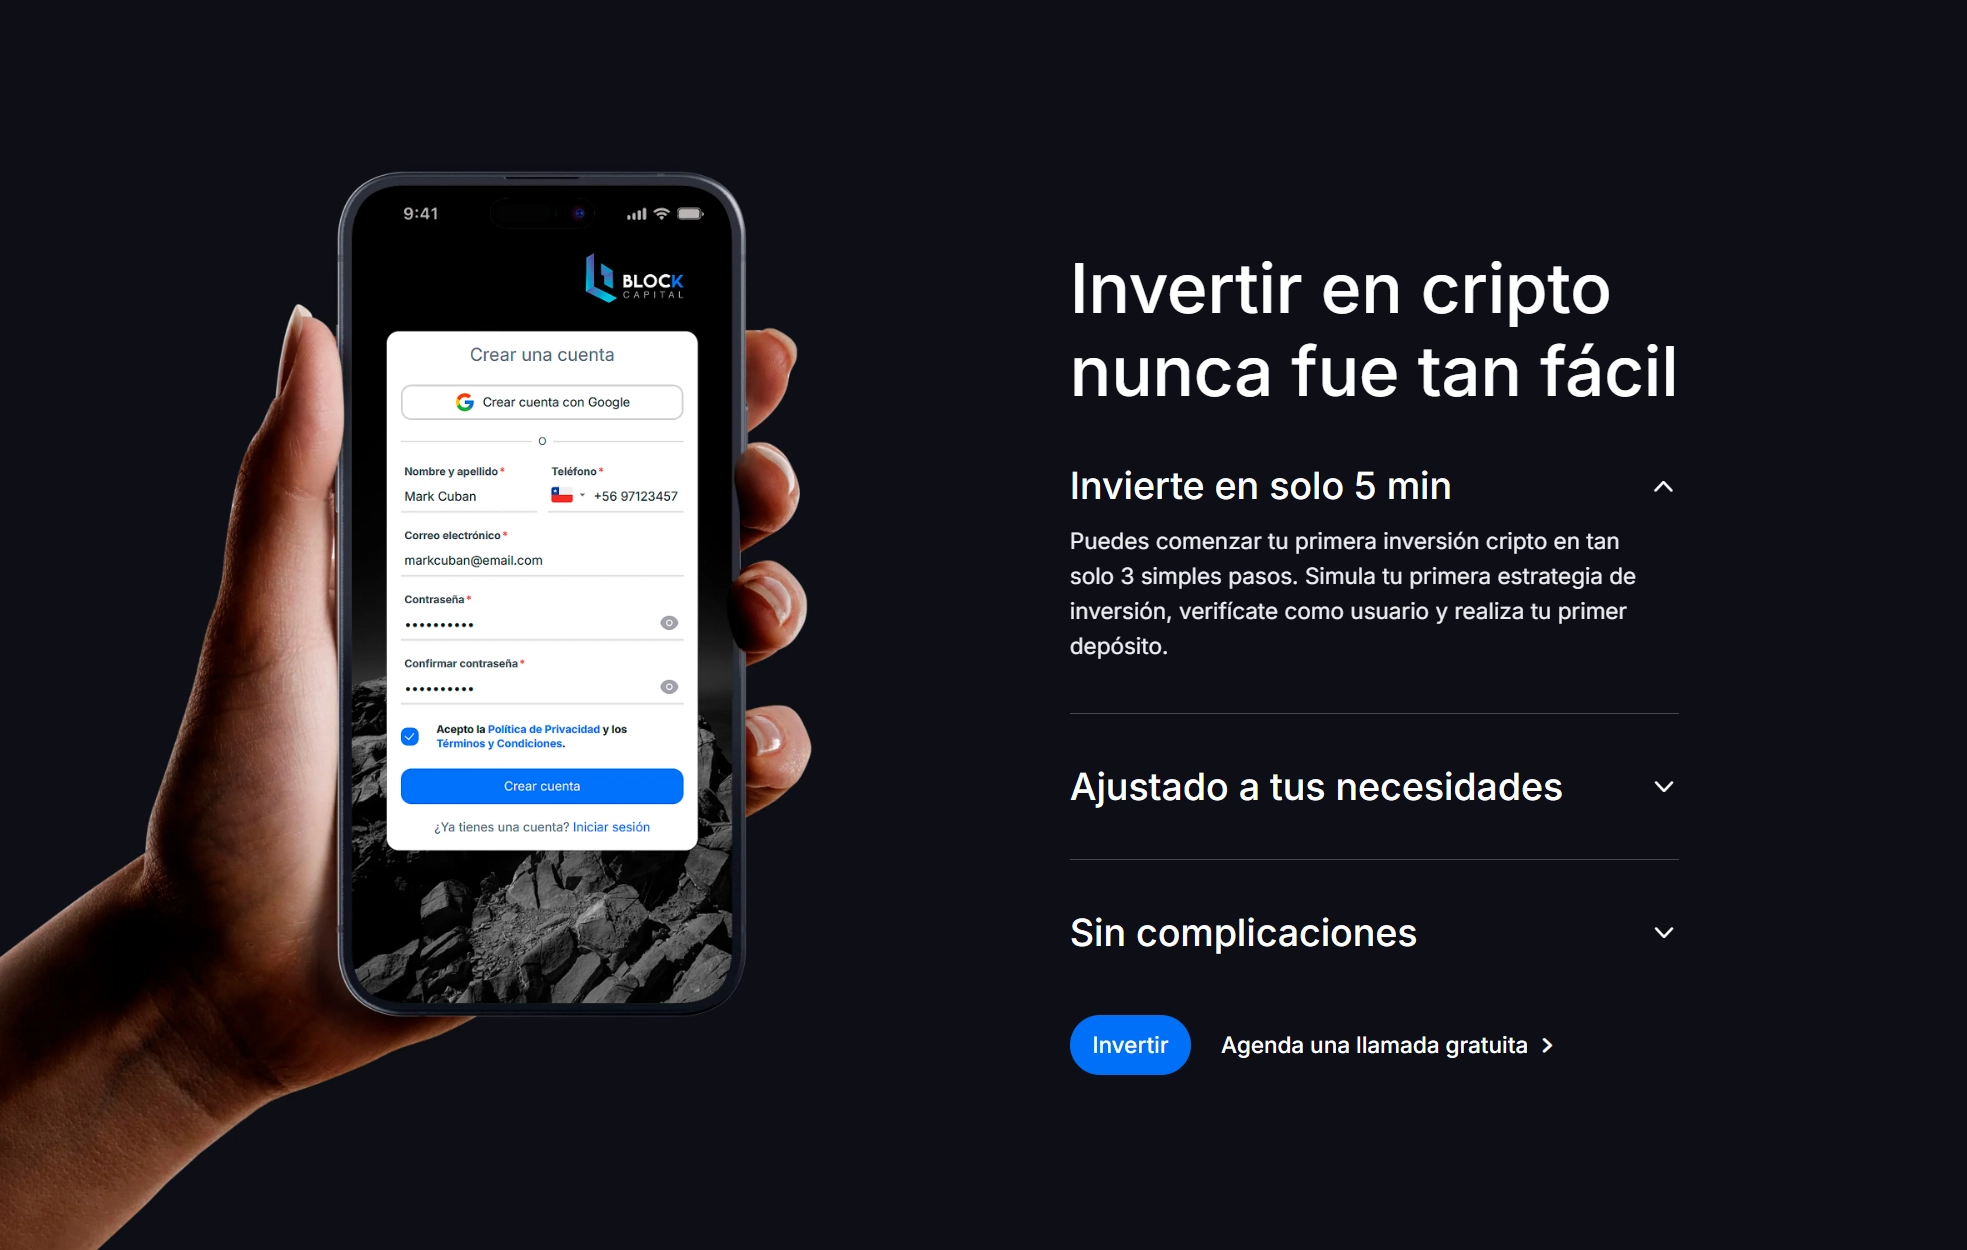 9:41
BLOCK
CAPITAL
Crear una cuenta
Crear cuenta con Google
O
Nombre y apellido* Teléfono*
Mark Cuban +56 97123457
Correo electrónico*
markcuban@email.com
Contraseña*
••••••••••
Confirmar contraseña*
••••••••••
Acepto la Política de Privacidad y los
Términos y Condiciones.
Crear cuenta
¿Ya tienes una cuenta? Iniciar sesión
Invertir en cripto
nunca fue tan fácil
Invierte en solo 5 min
Puedes comenzar tu primera inversión cripto en tan
solo 3 simples pasos. Simula tu primera estrategia de
inversión, verifícate como usuario y realiza tu primer
depósito.
Ajustado a tus necesidades
Sin complicaciones
Invertir
Agenda una llamada gratuita